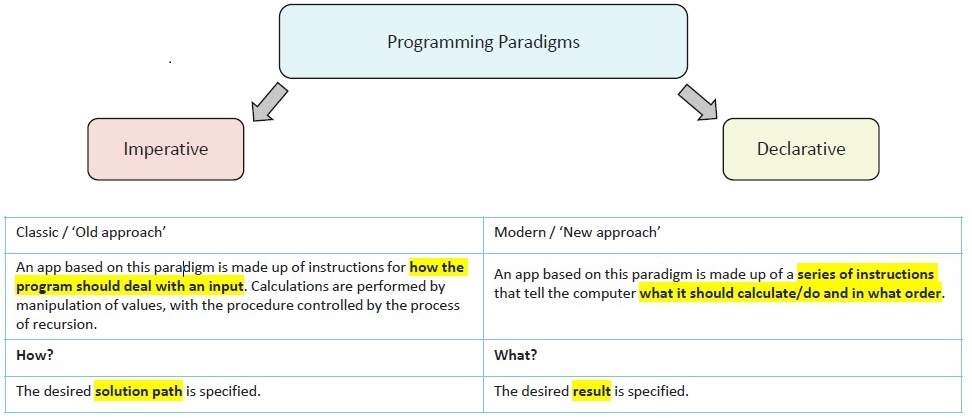 Programming Paradigms
Imperative
Declarative
Classic / ‘Old approach’
Modern / ‘New approach’
An app based on this paradigm is made up of instructions for how the
program should deal with an input. Calculations are performed by
manipulation of values, with the procedure controlled by the process
of recursion.
An app based on this paradigm is made up of a series of instructions
that tell the computer what it should calculate/do and in what order.
How?
What?
The desired solution path is specified.
The desired result is specified.